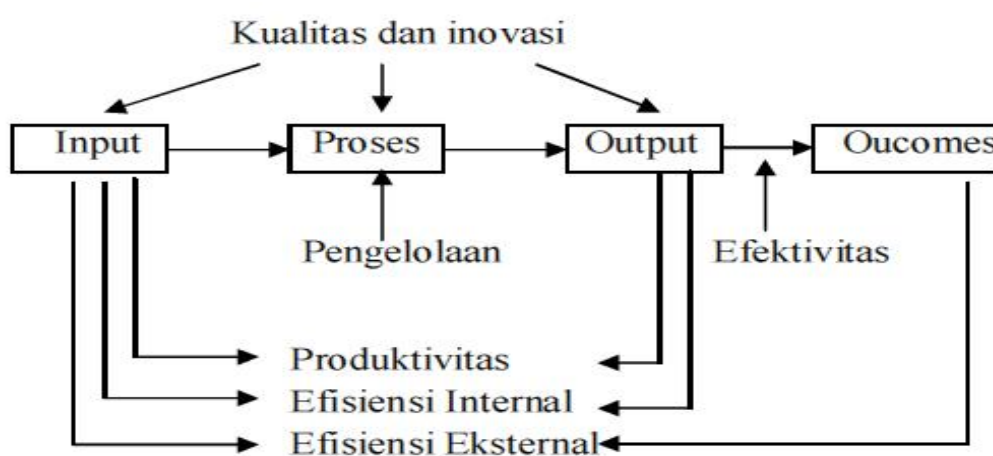 Kualitas dan inovasi
Input
Proses
Output
Oucomes
Pengelolaan
Efektivitas
Produktivitas
Efisiensi Internal
Efisiensi Eksternal